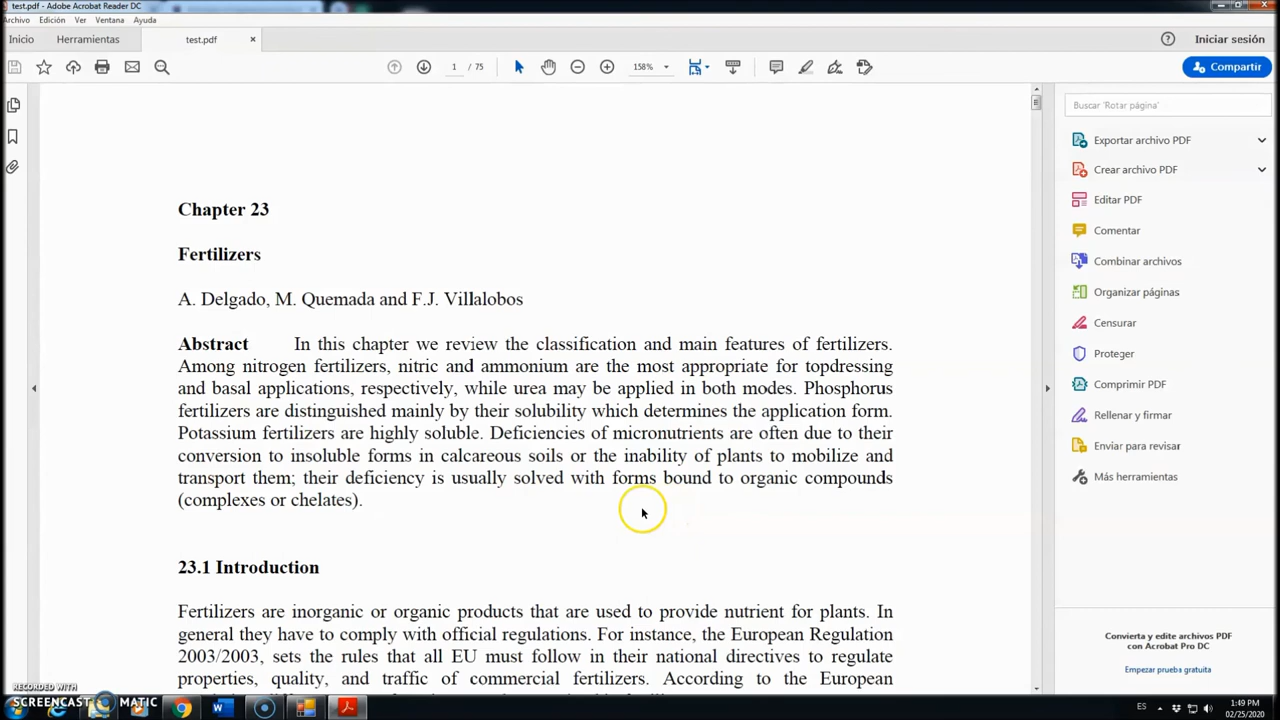 test.pdf - Adobe Acrobat Reader DC
Archivo Edición Ver Ventana Ayuda
Inicio Herramientas test.pdf × Iniciar sesión
1 / 75 158% Compartir
Buscar 'Rotar página'
Exportar archivo PDF
Crear archivo PDF
Editar PDF
Comentar
Combinar archivos
Organizar páginas
Censurar
Proteger
Comprimir PDF
Rellenar y firmar
Enviar para revisar
Más herramientas
Convierta y edite archivos PDF
con Acrobat Pro DC
Empezar prueba gratuita
Chapter 23
Fertilizers
A. Delgado, M. Quemada and F.J. Villalobos
Abstract In this chapter we review the classification and main features of fertilizers.
Among nitrogen fertilizers, nitric and ammonium are the most appropriate for topdressing
and basal applications, respectively, while urea may be applied in both modes. Phosphorus
fertilizers are distinguished mainly by their solubility which determines the application form.
Potassium fertilizers are highly soluble. Deficiencies of micronutrients are often due to their
conversion to insoluble forms in calcareous soils or the inability of plants to mobilize and
transport them; their deficiency is usually solved with forms bound to organic compounds
(complexes or chelates).
23.1 Introduction
Fertilizers are inorganic or organic products that are used to provide nutrient for plants. In
general they have to comply with official regulations. For instance, the European Regulation
2003/2003, sets the rules that all EU must follow in their national directives to regulate
properties, quality, and traffic of commercial fertilizers. According to the European
RECORDED WITH
SCREENCAST MATIC
ES 1:49 PM
02/25/2020